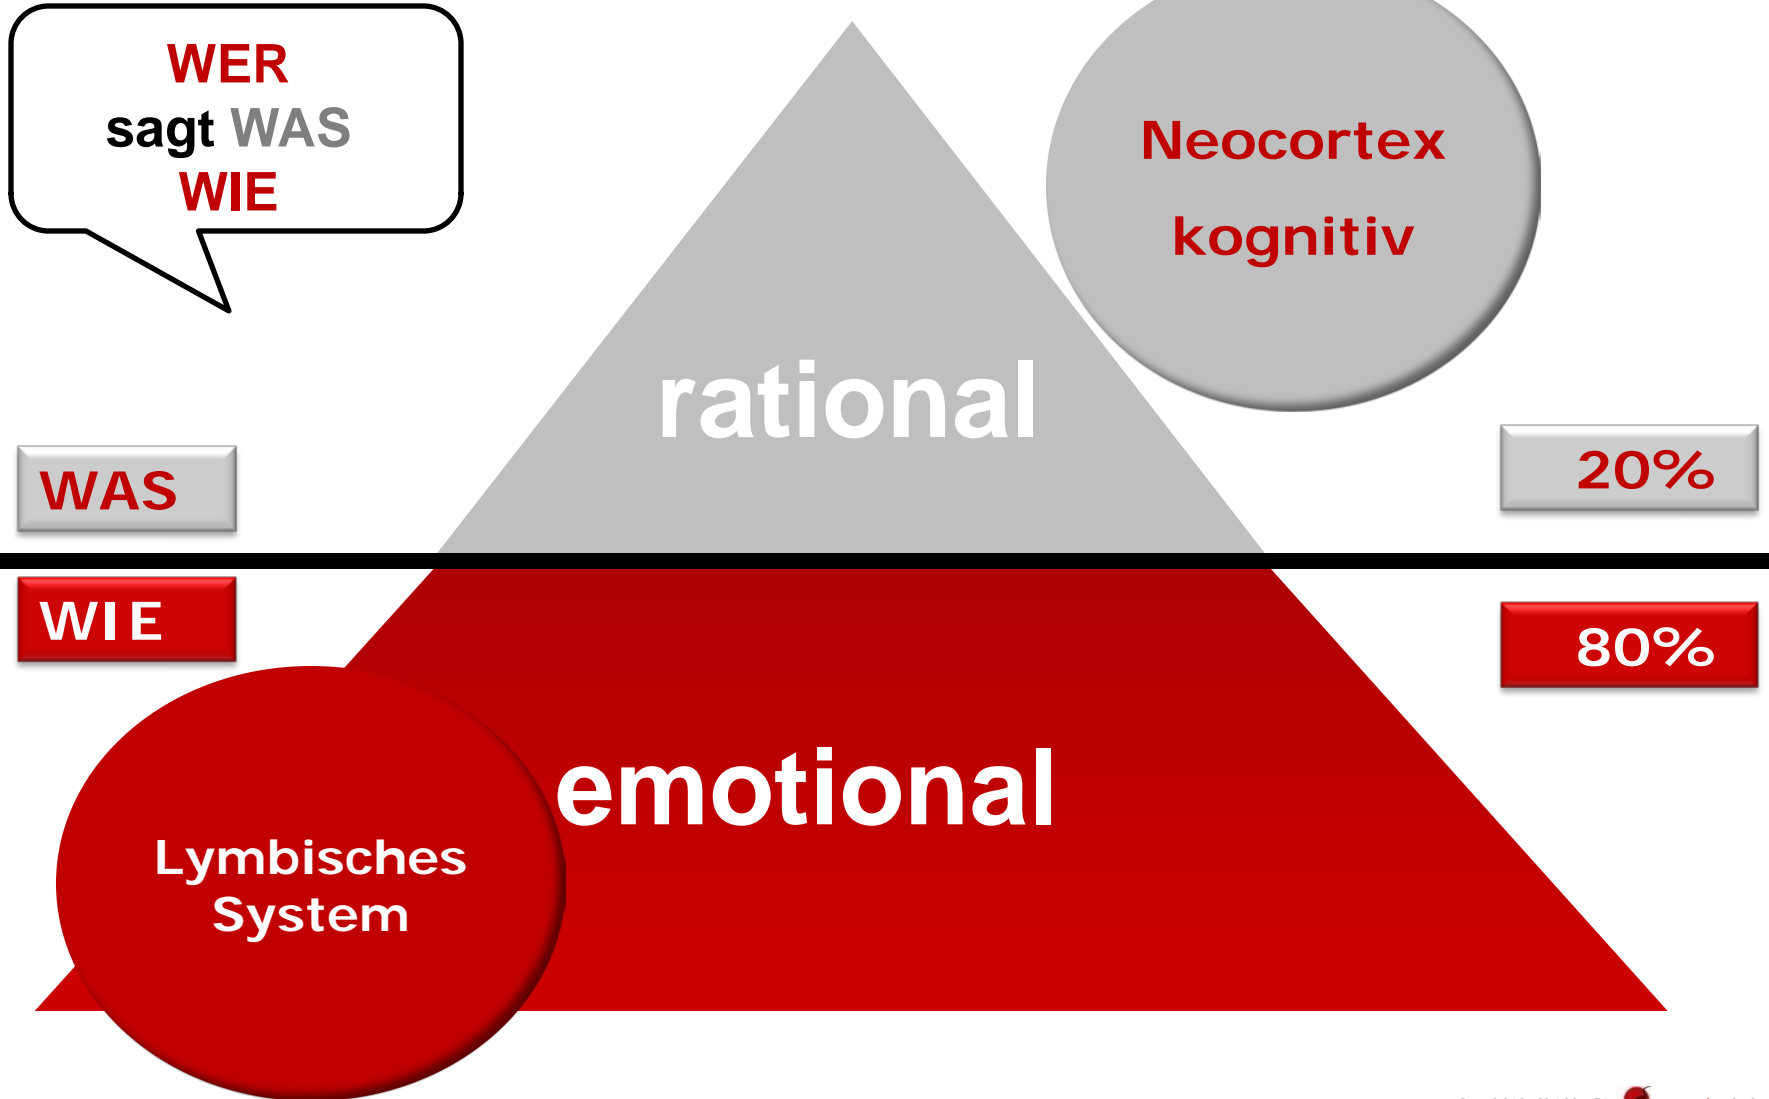 WER
sagt WAS
WIE
Neocortex
kognitiv
rational
WAS
20%
WIE
80%
emotional
Lymbisches
System